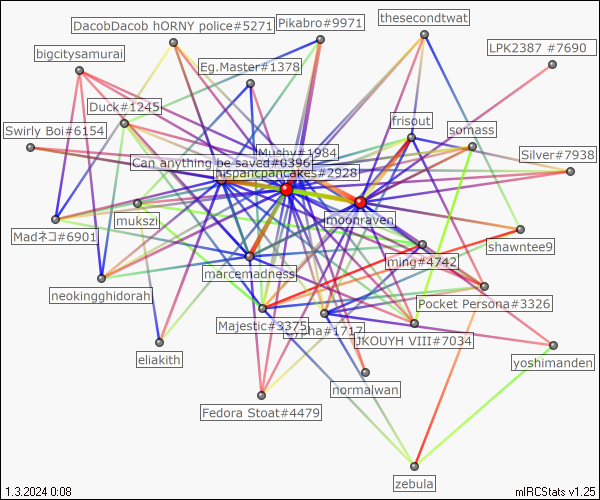 DacobDacob hORNY police#5271
Pikabro#9971
thesecondtwat
bigcitysamurai
LPK2387 #7690
Eg.Master#1378
Duck#1245
frisout
somass
Swirly Boi#6154
Mushy#1984
Silver#7938
Can anything be saved#0396
hispanicpancakes#2928
mukszi
moonraven
Madネコ#6901
shawntee9
ming#4742
marcemadness
neokingghidorah
Pocket Persona#3326
Majestic#3375
Cypha#1717
JKOUYH VIII#7034
eliakith
yoshimanden
normalwan
Fedora Stoat#4479
zebula
1.3.2024 0:08
mIRCStats v1.25